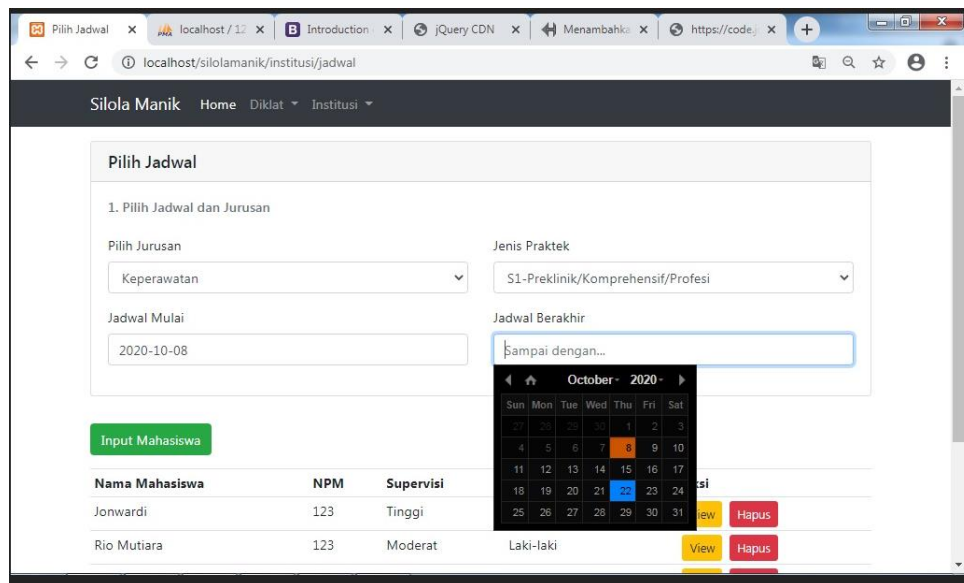 Pilih Jadwal
localhost / 12
Introduction
jQuery CDN
Menambahka
https://code.j
localhost/silolamanik/institusi/jadwal
Silola Manik Home Diklat Institusi
Pilih Jadwal
1. Pilih Jadwal dan Jurusan
Pilih Jurusan
Jenis Praktek
Keperawatan
S1-Preklinik/Komprehensif/Profesi
Jadwal Mulai
Jadwal Berakhir
2020-10-08
Sampai dengan...
October 2020
Sun Mon Tue Wed Thu Fri Sat
27 28 29 30 1 2 3
4 5 6 7 8 9 10
11 12 13 14 15 16 17
18 19 20 21 22 23 24
25 26 27 28 29 30 31
Input Mahasiswa
Nama Mahasiswa NPM Supervisi
Jonwardi 123 Tinggi Hapus
Rio Mutiara 123 Moderat Laki-laki View Hapus